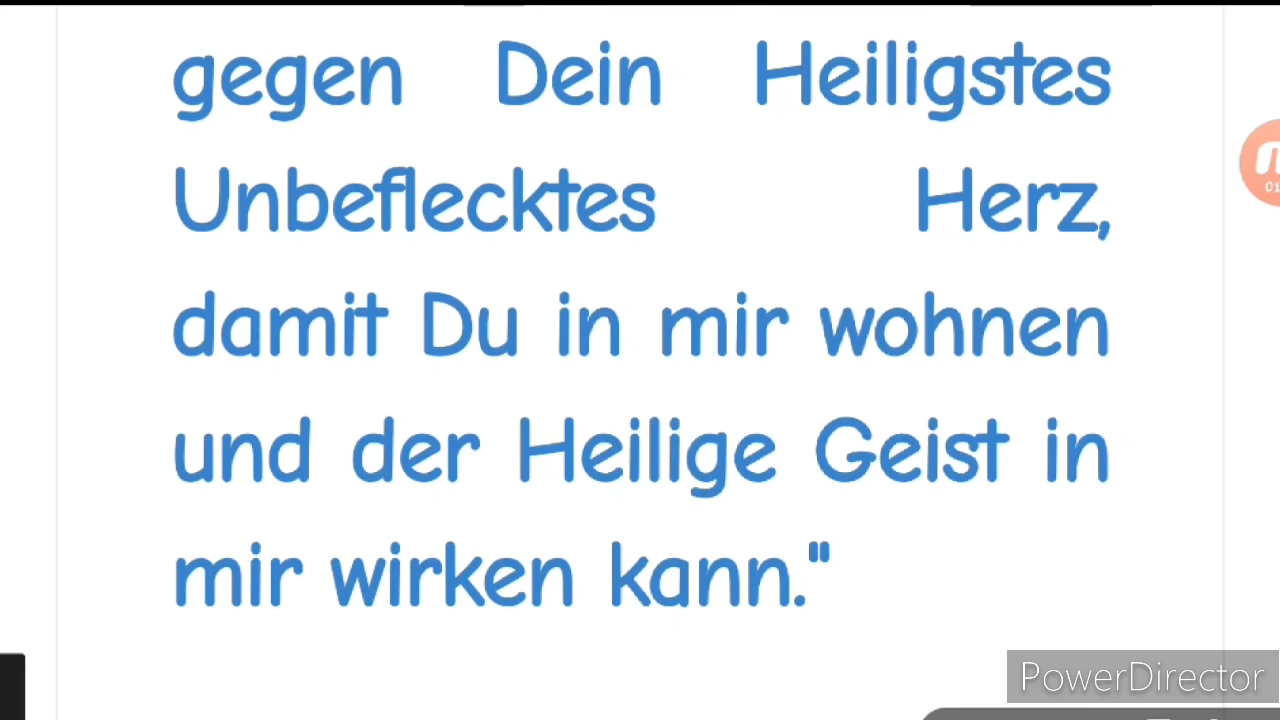 gegen Dein Heiligstes
Unbeflecktes Herz,
damit Du in mir wohnen
und der Heilige Geist in
mir wirken kann."
PowerDirector